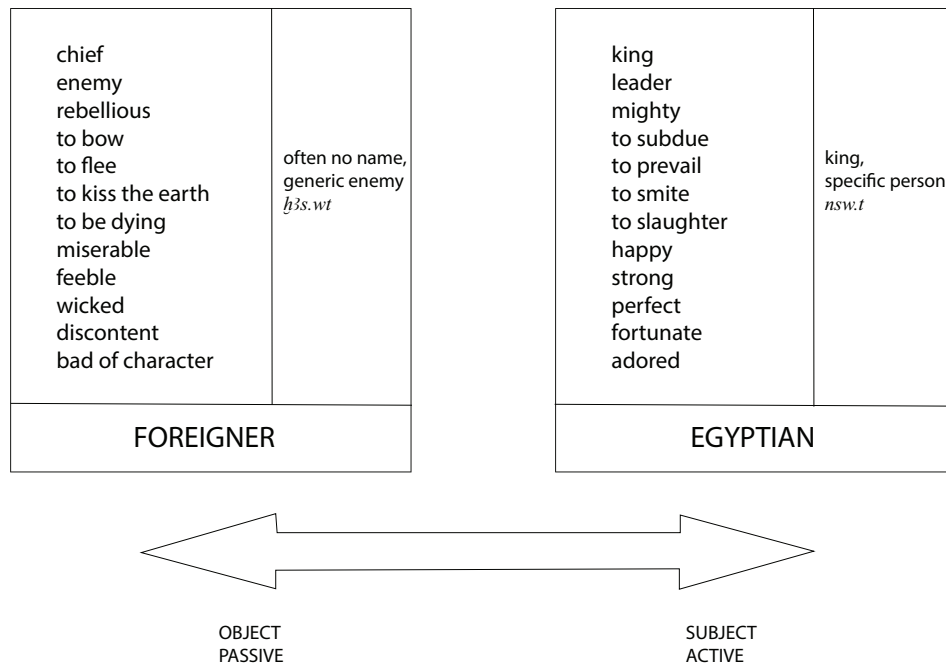 chief
enemy
rebellious
to bow
to flee
to kiss the earth
to be dying
miserable
feeble
wicked
discontent
bad of character
often no name,
generic enemy
ḫꜣs.wt
FOREIGNER
king
leader
mighty
to subdue
to prevail
to smite
to slaughter
happy
strong
perfect
fortunate
adored
king,
specific person
nsw.t
EGYPTIAN
OBJECT
PASSIVE
SUBJECT
ACTIVE